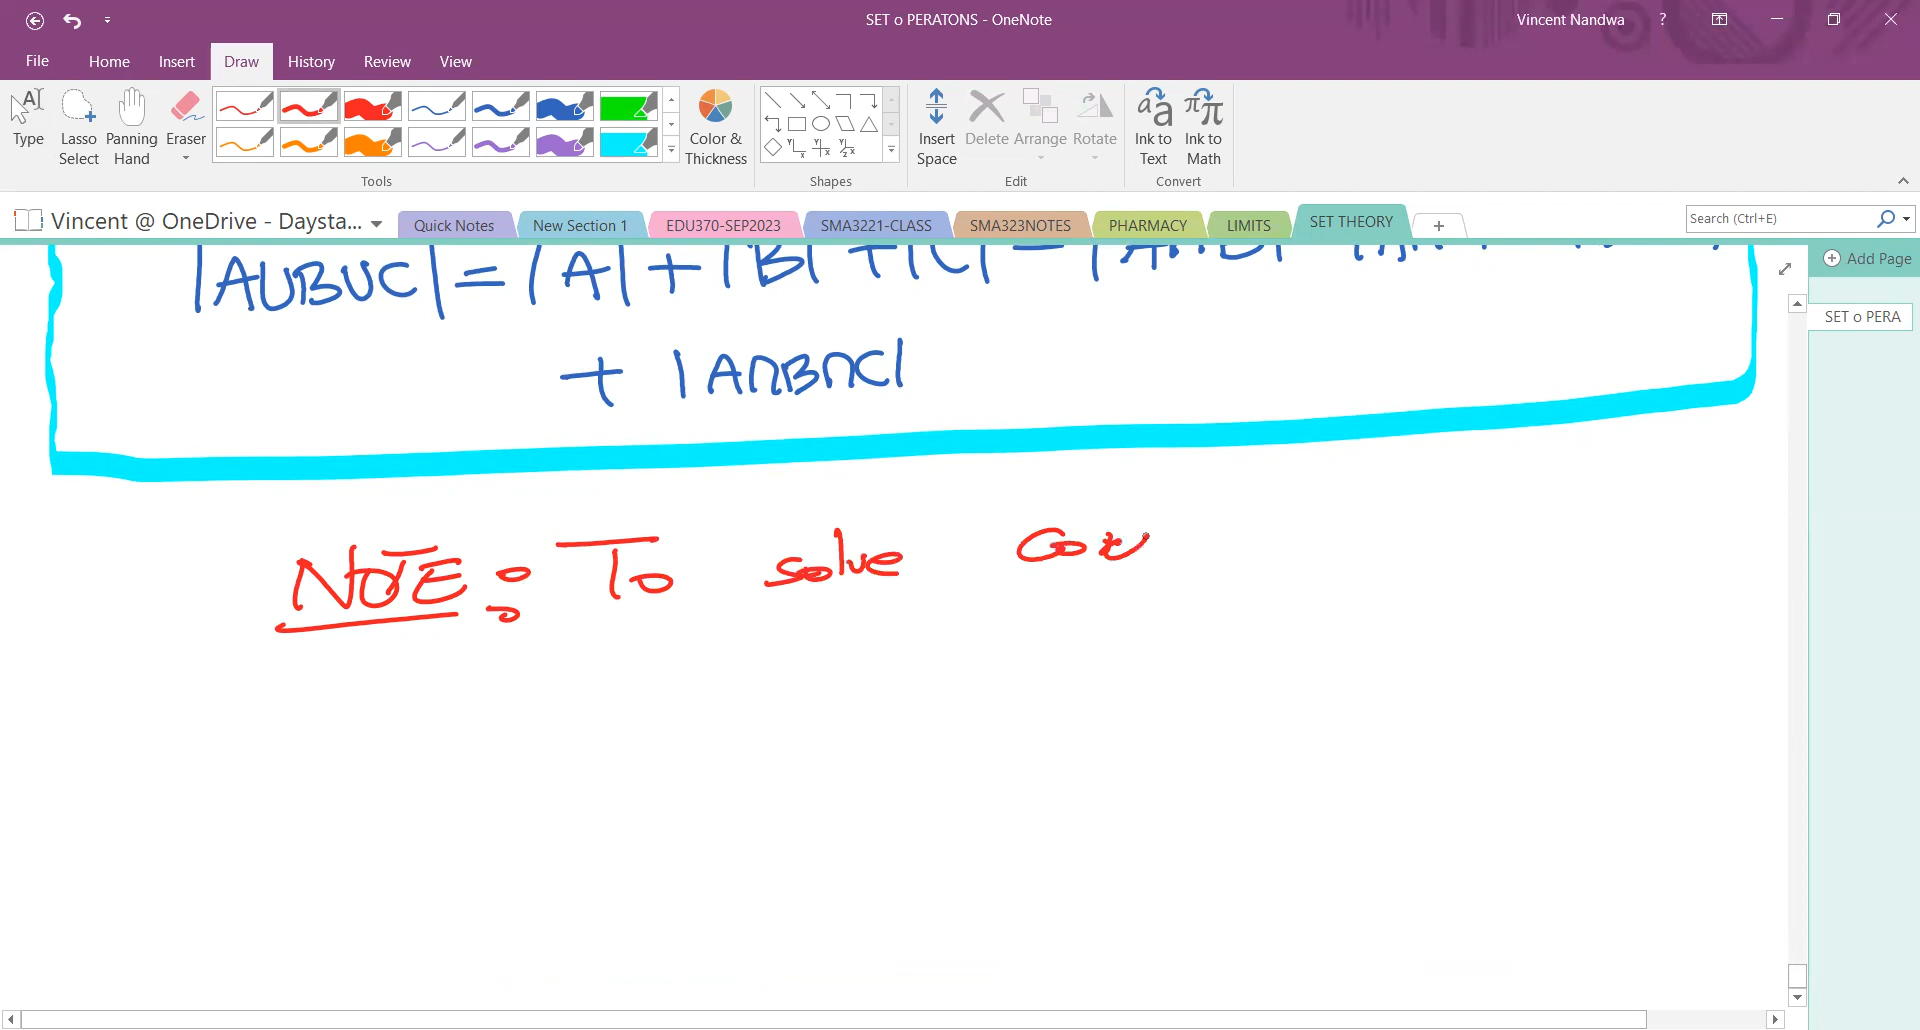 SET o PERATONS - OneNote
Vincent Nandwa
?
File
Home
Insert
Draw
History
Review
View
Type
Lasso Select
Panning Hand
Eraser
Color & Thickness
Insert Space
Delete
Arrange
Rotate
Ink to Text
Ink to Math
Tools
Shapes
Edit
Convert
Vincent @ OneDrive - Daysta...
Quick Notes
New Section 1
EDU370-SEP2023
SMA3221-CLASS
SMA323NOTES
PHARMACY
LIMITS
SET THEORY
Search (Ctrl+E)
Add Page
SET o PERA
|AUBUC| = |A| + |B| + |C| - |A∩B|
+ |A∩B∩C|
NOTE: To solve